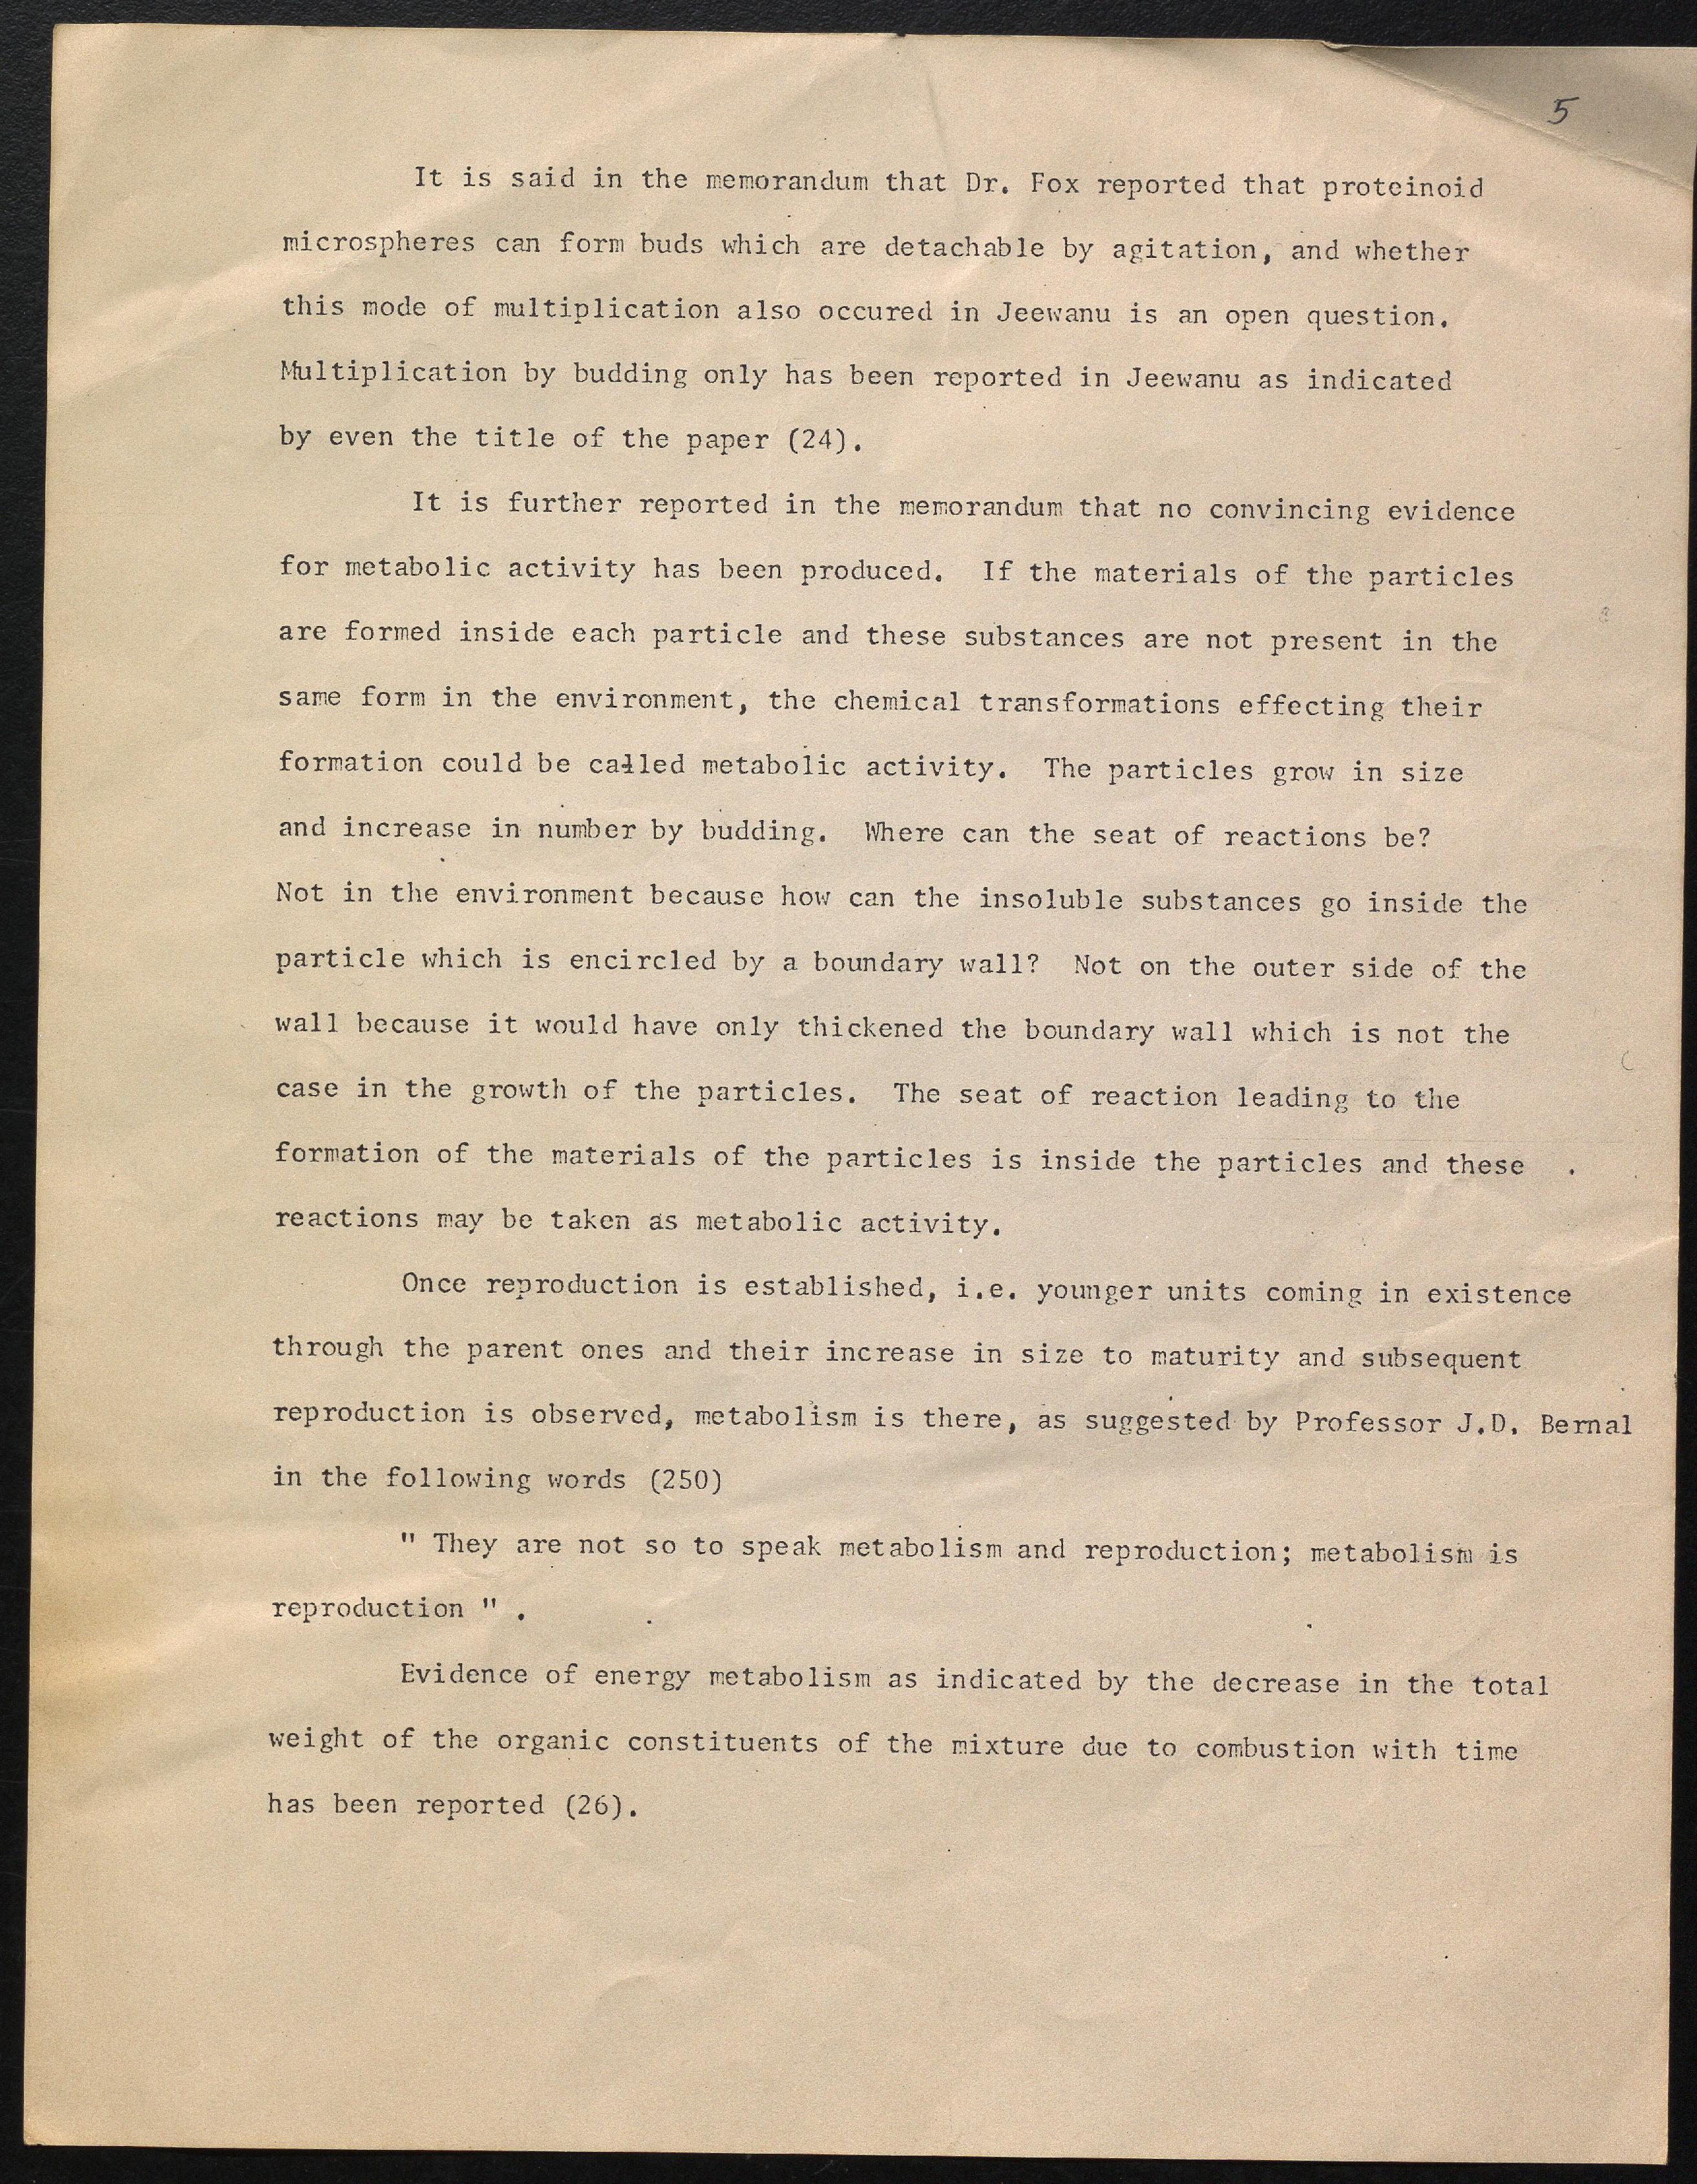 5
It is said in the memorandum that Dr. Fox reported that proteinoid
microspheres can form buds which are detachable by agitation, and whether
this mode of multiplication also occured in Jeewanu is an open question.
Multiplication by budding only has been reported in Jeewanu as indicated
by even the title of the paper (24).
It is further reported in the memorandum that no convincing evidence
for metabolic activity has been produced. If the materials of the particles
are formed inside each particle and these substances are not present in the
same form in the environment, the chemical transformations effecting their
formation could be called metabolic activity. The particles grow in size
and increase in number by budding. Where can the seat of reactions be?
Not in the environment because how can the insoluble substances go inside the
particle which is encircled by a boundary wall? Not on the outer side of the
wall because it would have only thickened the boundary wall which is not the
case in the growth of the particles. The seat of reaction leading to the
formation of the materials of the particles is inside the particles and these
reactions may be taken as metabolic activity.
Once reproduction is established, i.e. younger units coming in existence
through the parent ones and their increase in size to maturity and subsequent
reproduction is observed, metabolism is there, as suggested by Professor J.D. Bernal
in the following words (250)
" They are not so to speak metabolism and reproduction; metabolism is
reproduction " .
Evidence of energy metabolism as indicated by the decrease in the total
weight of the organic constituents of the mixture due to combustion with time
has been reported (26).